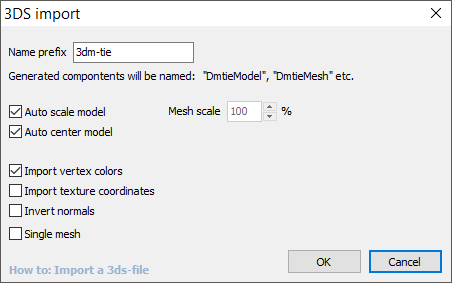 3DS import
Name prefix 3dm-tie
Generated compontents will be named: "DmtieModel", "DmtieMesh" etc.
Auto scale model Mesh scale 100 %
Auto center model
Import vertex colors
Import texture coordinates
Invert normals
Single mesh
How to: Import a 3ds-file OK Cancel